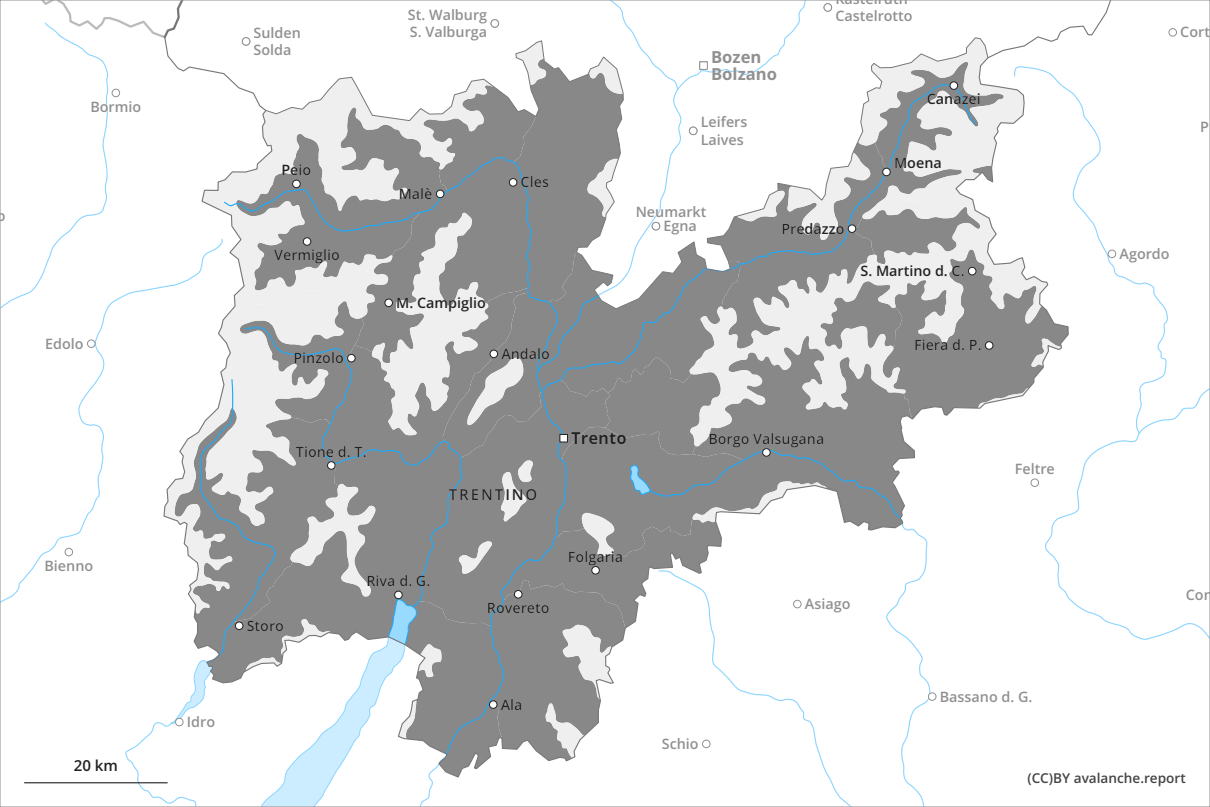 Kastelruth
Castelrotto
St. Walburg
S. Valburga
Sulden
Solda
Cort
Bozen
Bolzano
Bormio
Canazei
Leifers
Laives
P
Moena
Peio
Malè
Cles
Neumarkt
Egna
Predazzo
Vermiglio
Agordo
S. Martino d. C.
M. Campiglio
Edolo
Pinzolo
Andalo
Fiera d. P.
Trento
Borgo Valsugana
Tione d. T.
Feltre
TRENTINO
Bienno
Folgaria
Riva d. G.
Rovereto
Asiago
Cor
Storo
Ala
Bassano d. G.
Idro
Schio
20 km
(CC)BY avalanche.report